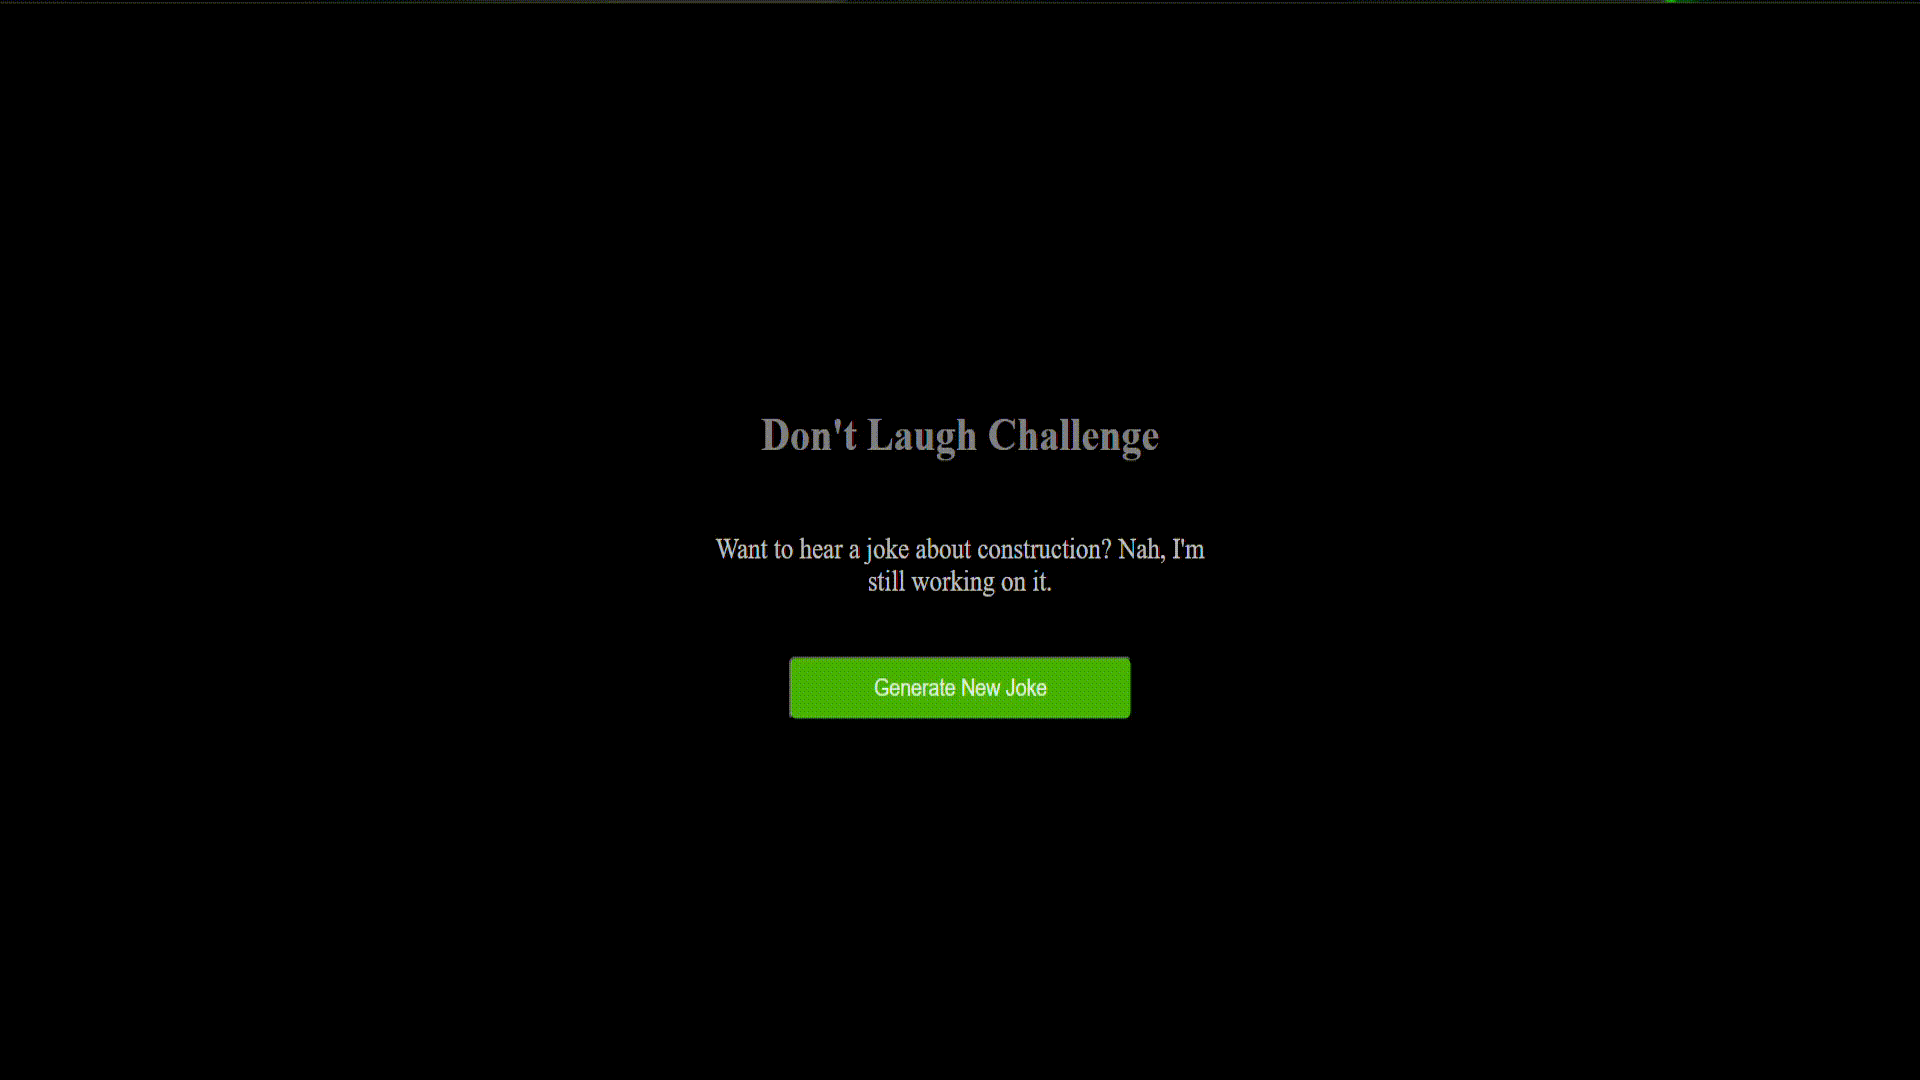 Don't Laugh Challenge
Want to hear a joke about construction? Nah, I'm
still working on it.
Generate New Joke